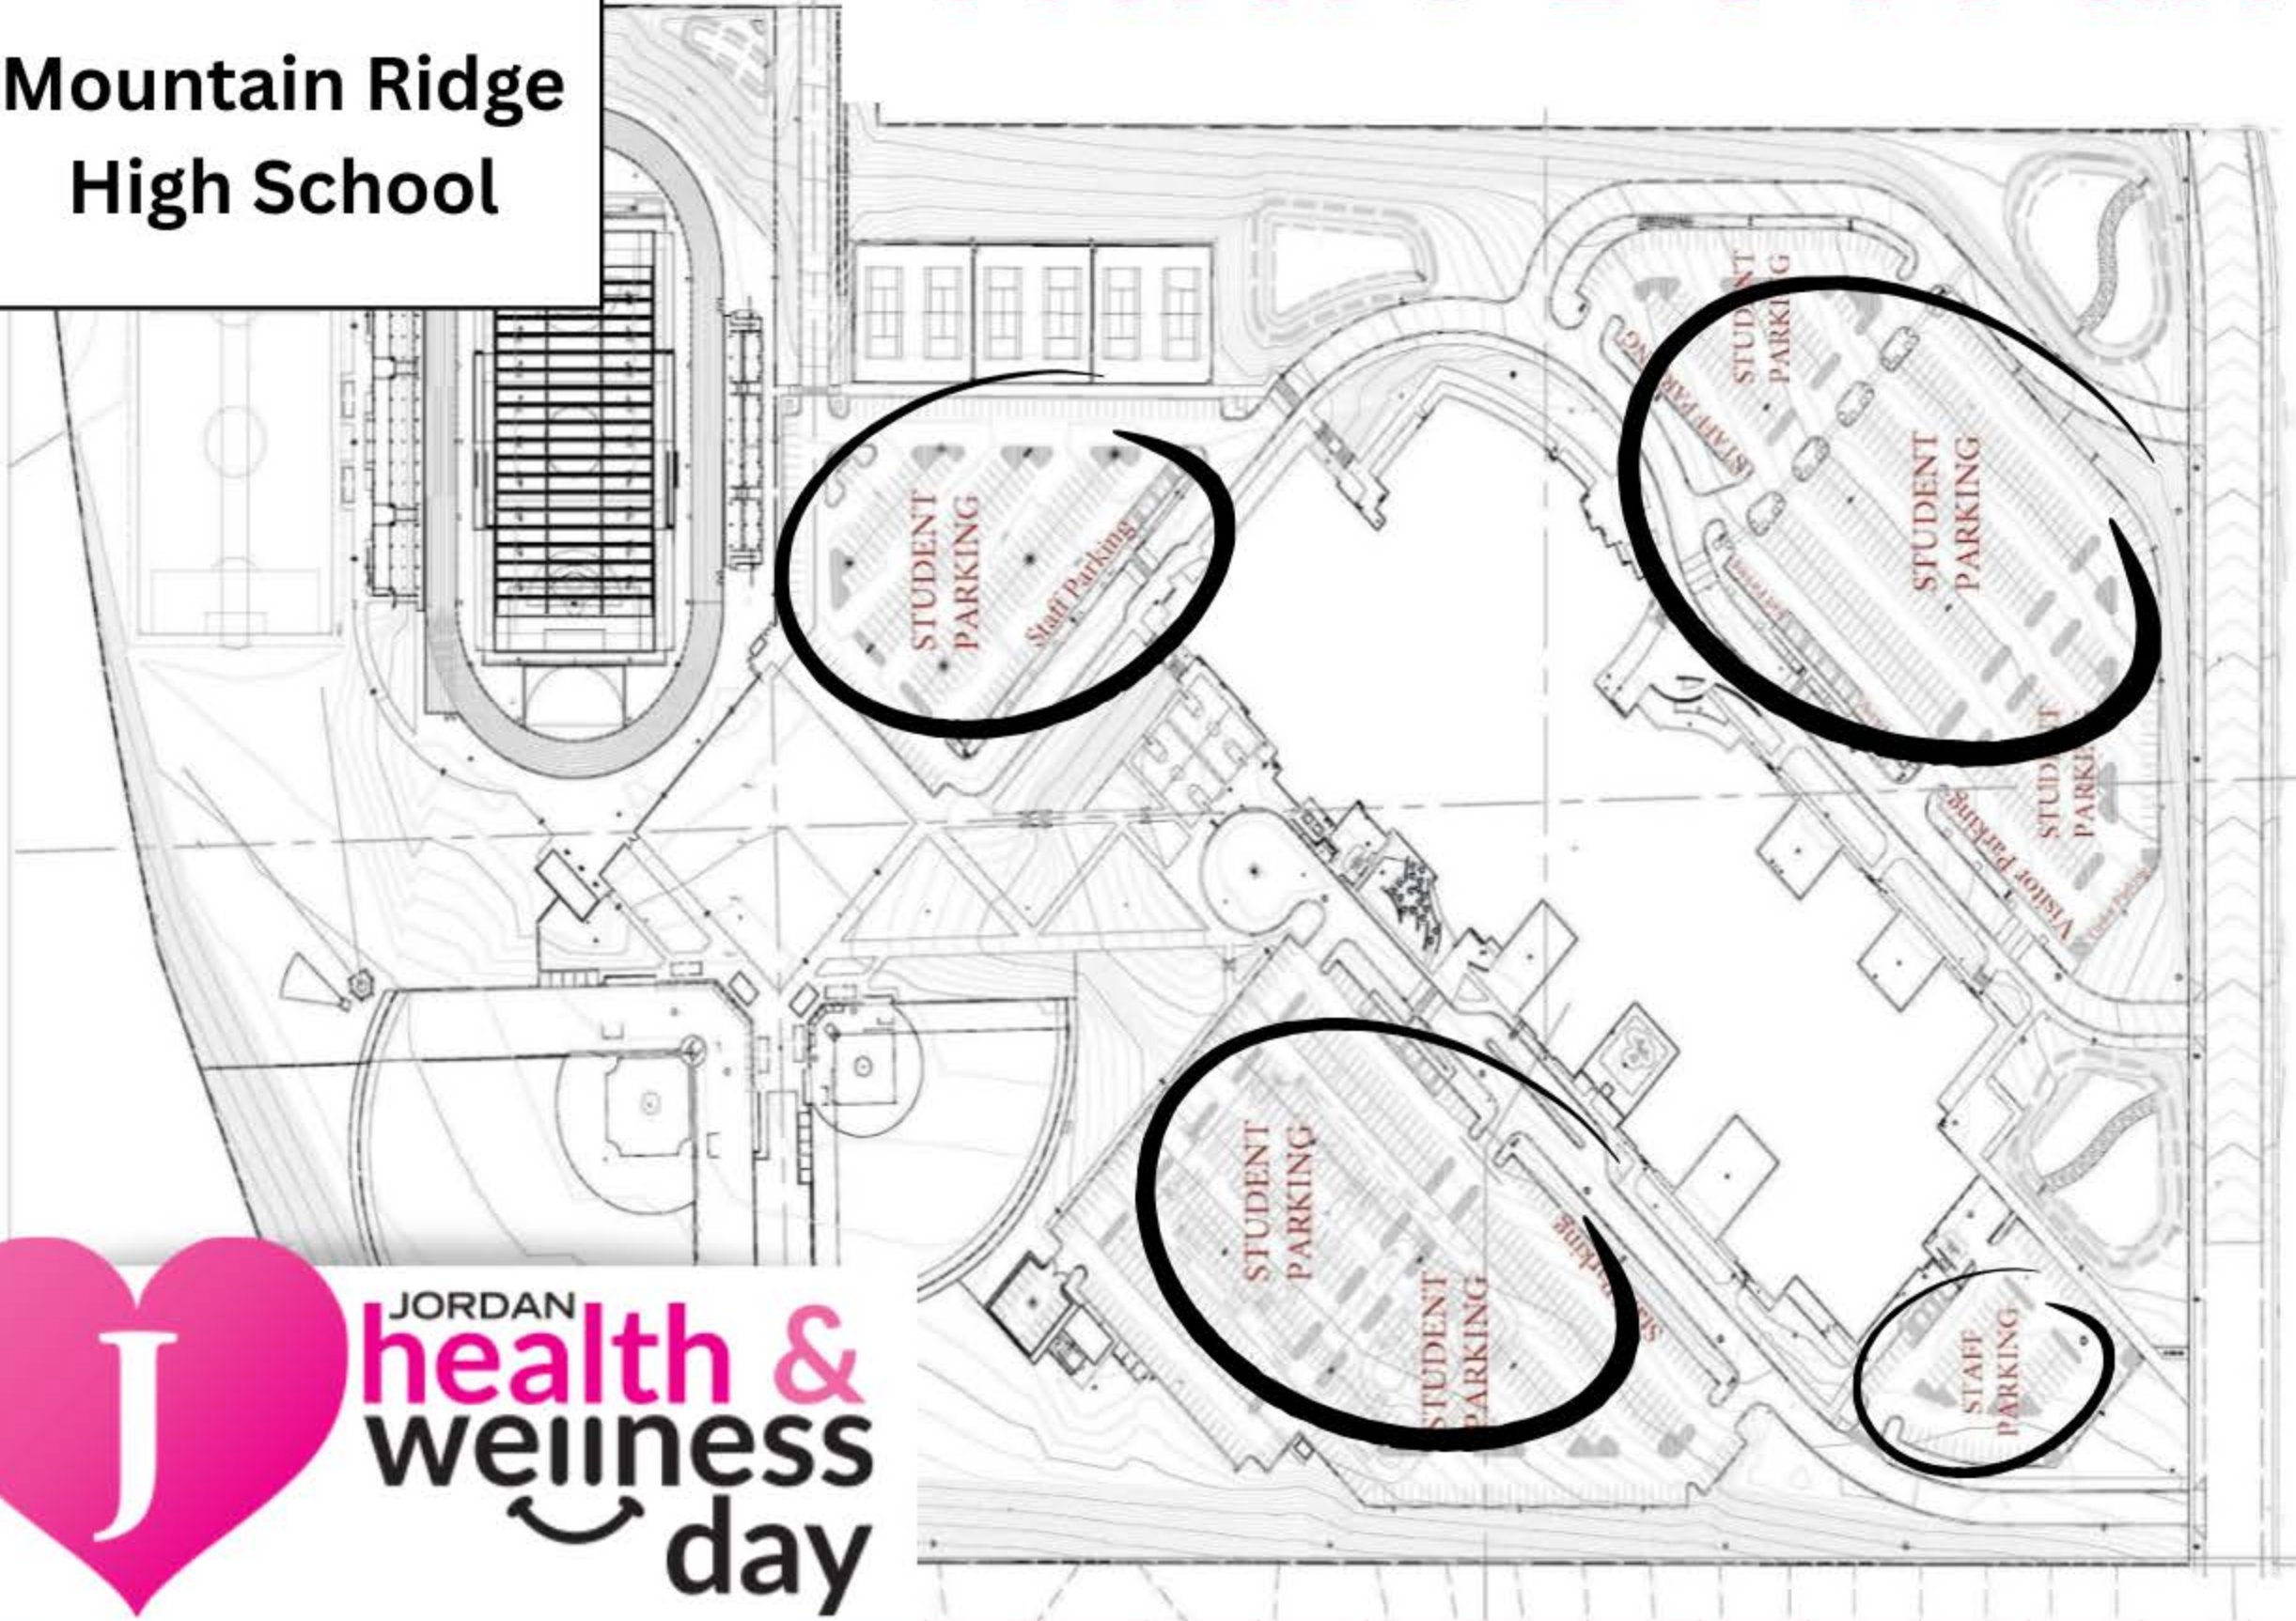 Mountain Ridge
High School
STUDENT
PARKING
STUDENT
PARKING
STUDENT
PARKING
Staff Parking
STUDENT
Visitor Parking
STUDENT
PARKING
STUDENT
PARKING
STAFF
PARKING
J
JORDAN
health &
wellness
day